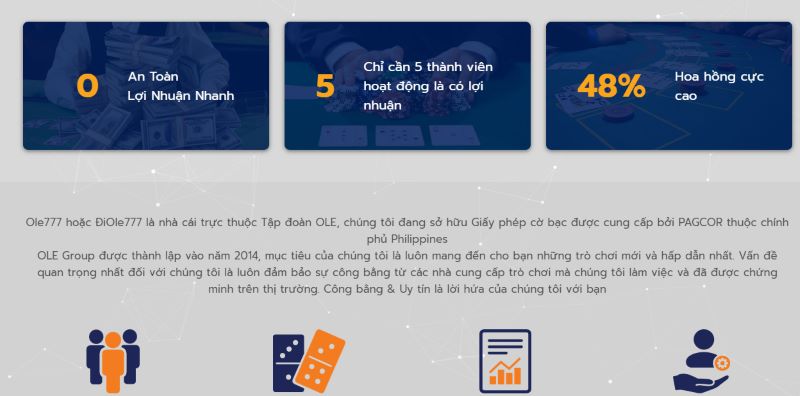 0
An Toàn
Lợi Nhuận Nhanh
5
Chỉ cần 5 thành viên
hoạt động là có lợi
nhuận
48%
Hoa hồng cực
cao
Ole777 hoặc ĐiOle777 là nhà cái trực thuộc Tập đoàn OLE, chúng tôi đang sở hữu Giấy phép cờ bạc được cung cấp bởi PAGCOR thuộc chính
phủ Philippines
OLE Group được thành lập vào năm 2014, mục tiêu của chúng tôi là luôn mang đến cho bạn những trò chơi mới và hấp dẫn nhất. Vấn đề
quan trọng nhất đối với chúng tôi là luôn đảm bảo sự công bằng từ các nhà cung cấp trò chơi mà chúng tôi làm việc và đã được chứng
minh trên thị trường. Công bằng & Uy tín là lời hứa của chúng tôi với bạn